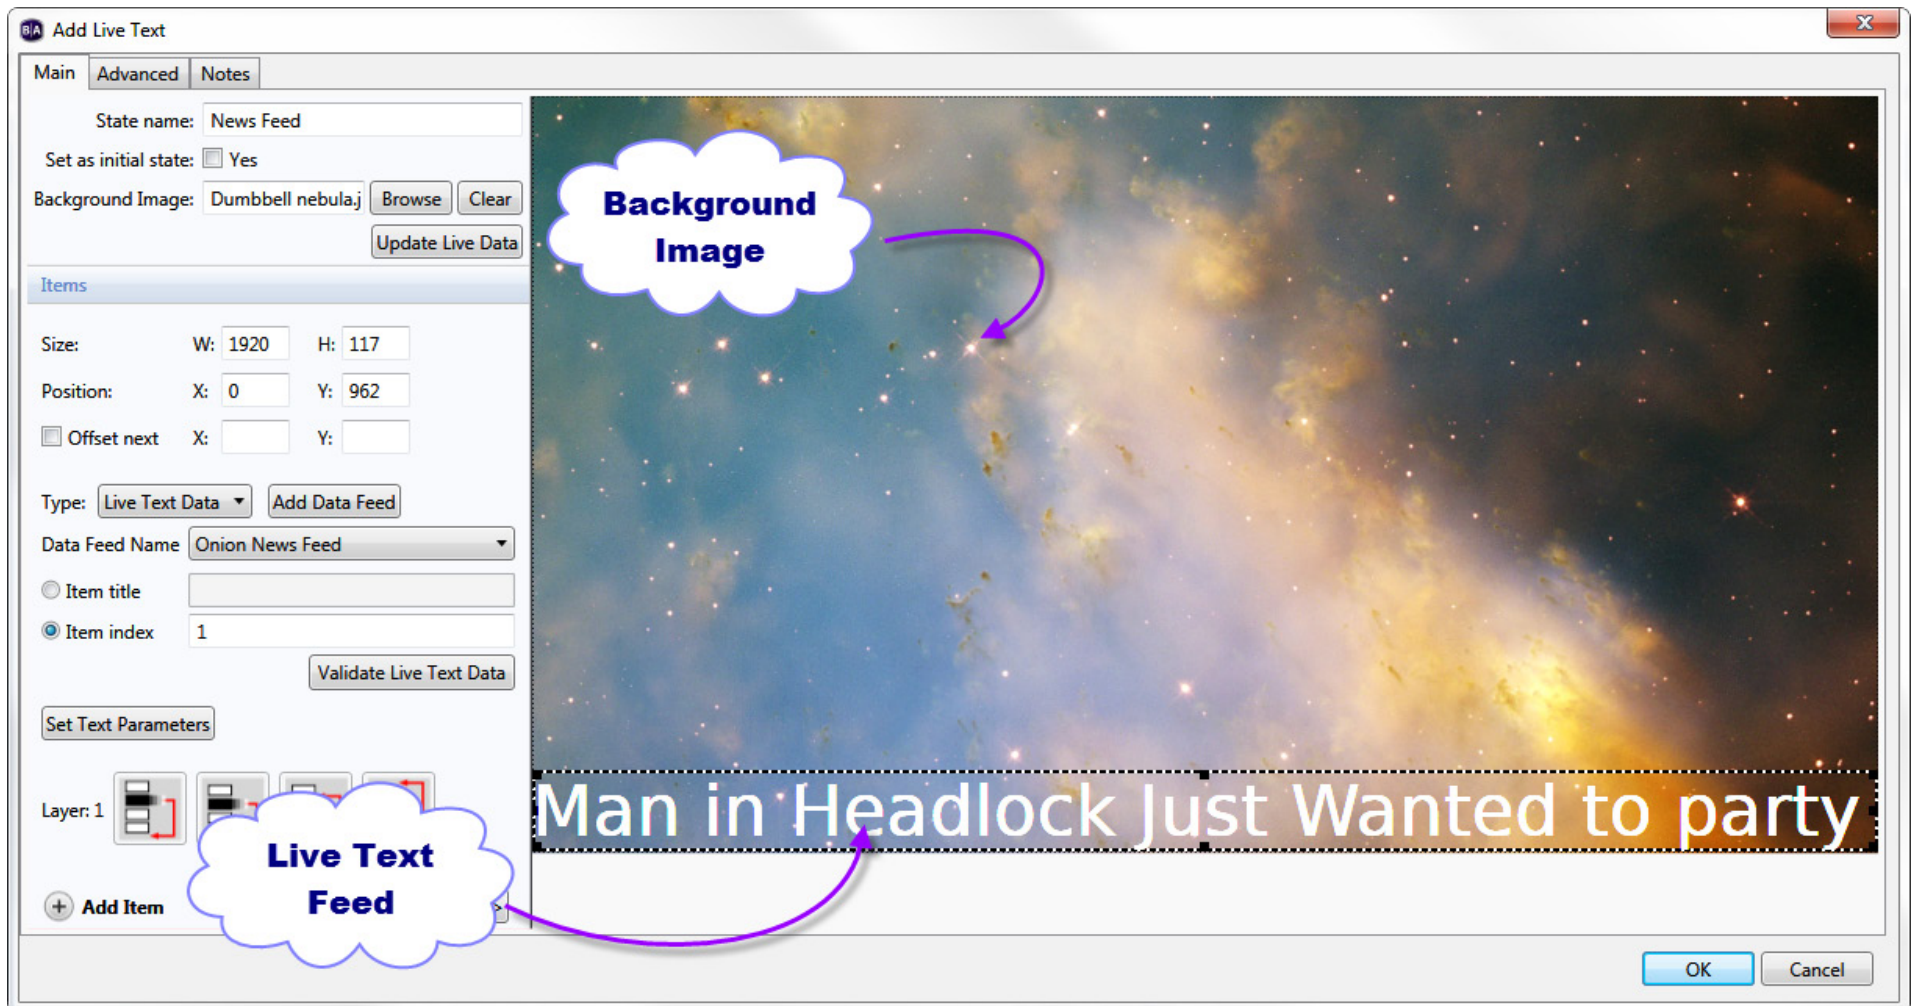 B|A Add Live Text
X
Main Advanced Notes
State name: News Feed
Set as initial state: Yes
Background Image: Dumbbell nebula.j Browse Clear
Update Live Data
Items
Size: W: 1920 H: 117
Position: X: 0 Y: 962
Offset next X: Y:
Type: Live Text Data Add Data Feed
Data Feed Name Onion News Feed
Item title
Item index 1
Validate Live Text Data
Set Text Parameters
Layer: 1
Add Item >
Background
Image
Man in Headlock Just Wanted to party
Live Text
Feed
OK Cancel